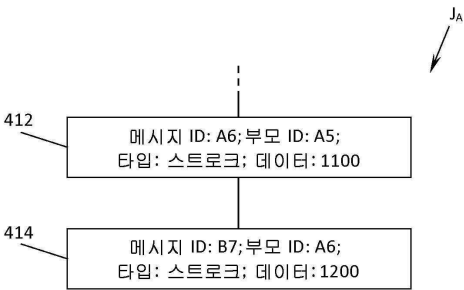 J_A
412
메시지 ID: A6;부모 ID: A5;
타입: 스트로크; 데이터:1100
414
메시지 ID: B7;부모 ID: A6;
타입: 스트로크; 데이터:1200